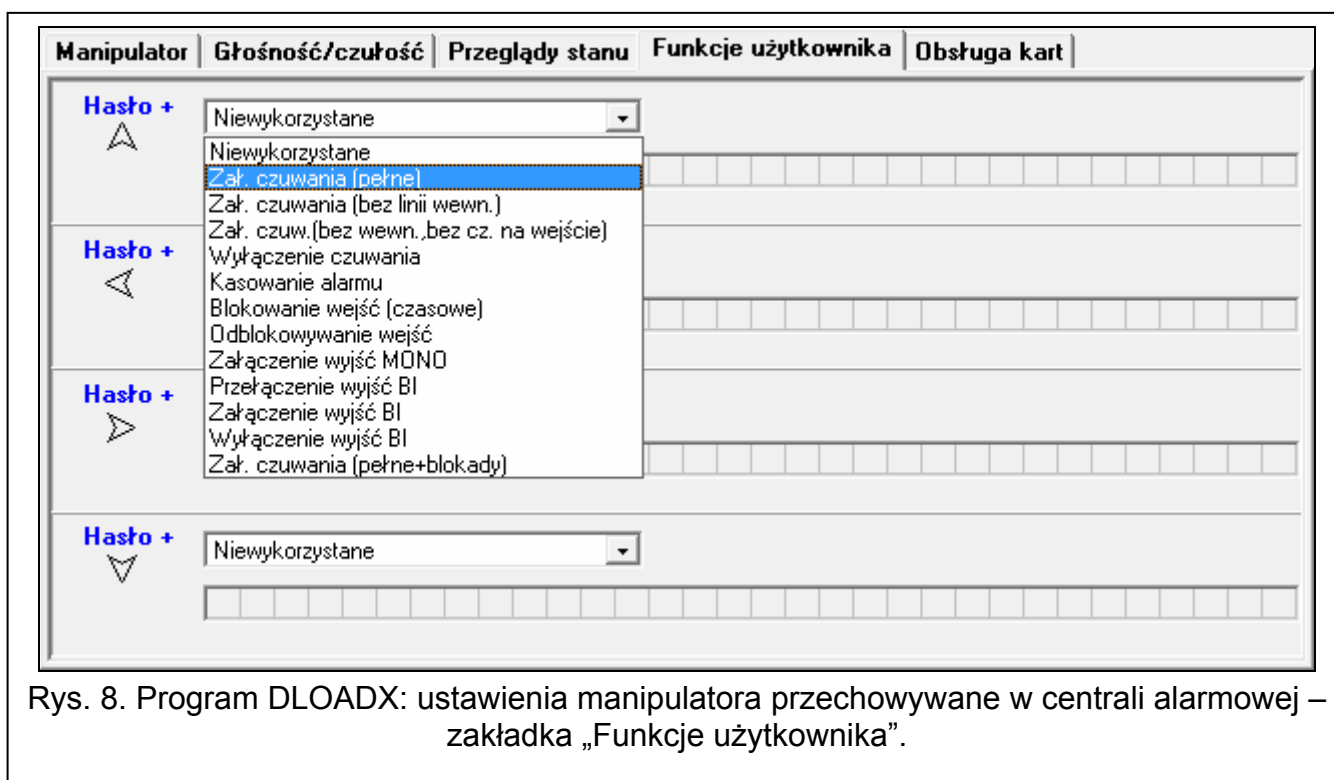 Manipulator Głośność/czułość Przeglądy stanu Funkcje użytkownika Obsługa kart
Hasło +
Niewykorzystane
Niewykorzystane
Zał. czuwania (pełne)
Zał. czuwania (bez linii wewn.)
Zał. czuw.(bez wewn.,bez cz. na wejście)
Hasło +
Wyłączenie czuwania
Kasowanie alarmu
Blokowanie wejść (czasowe)
Odblokowywanie wejść
Załączenie wyjść MONO
Przełączenie wyjść BI
Hasło +
Załączenie wyjść BI
Wyłączenie wyjść BI
Zał. czuwania (pełne+blokady)
Hasło +
Niewykorzystane
Rys. 8. Program DLOADX: ustawienia manipulatora przechowywane w centrali alarmowej –
zakładka „Funkcje użytkownika”.